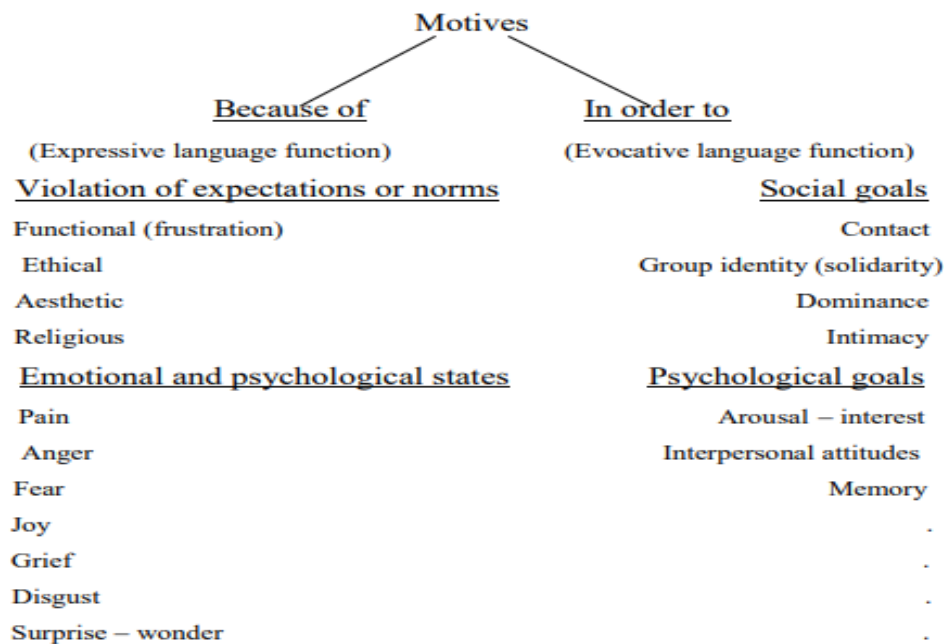 Motives
Because of In order to
(Expressive language function) (Evocative language function)
Violation of expectations or norms Social goals
Functional (frustration) Contact
Ethical Group identity (solidarity)
Aesthetic Dominance
Religious Intimacy
Emotional and psychological states Psychological goals
Pain Arousal – interest
Anger Interpersonal attitudes
Fear Memory
Joy .
Grief .
Disgust .
Surprise – wonder .